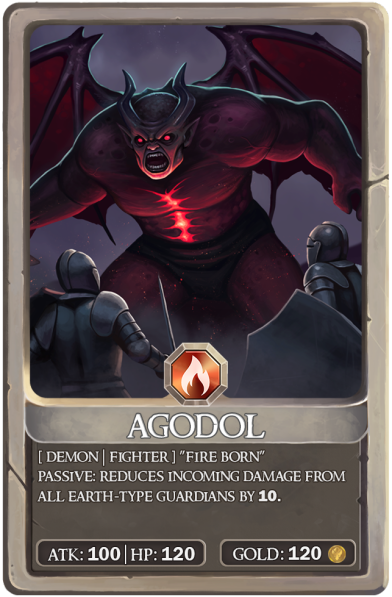 AGODOL
[ DEMON | FIGHTER ] "FIRE BORN"
PASSIVE: REDUCES INCOMING DAMAGE FROM
ALL EARTH-TYPE GUARDIANS BY 10.
ATK: 100 | HP: 120 GOLD: 120